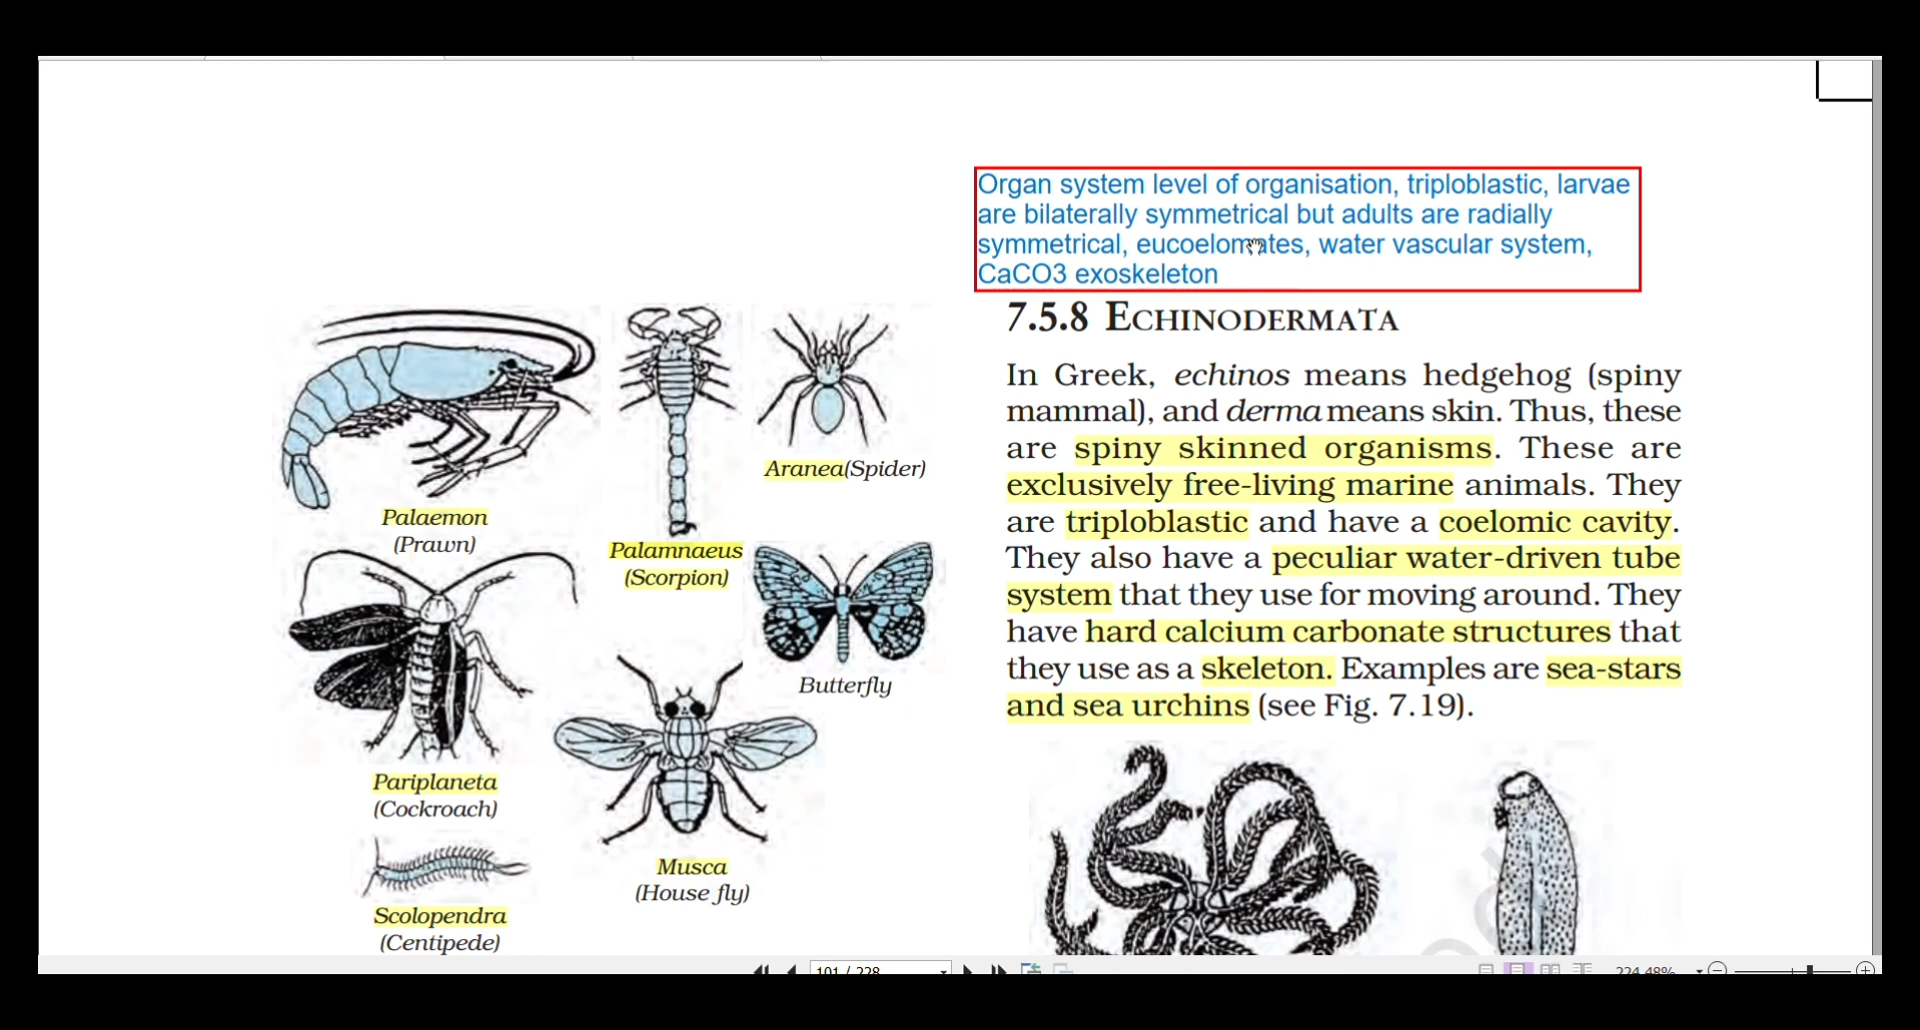 Organ system level of organisation, triploblastic, larvae
are bilaterally symmetrical but adults are radially
symmetrical, eucoelomates, water vascular system,
CaCO3 exoskeleton
Palaemon
(Prawn)
Palamnaeus
(Scorpion)
Aranea(Spider)
Butterfly
Pariplaneta
(Cockroach)
Musca
(House fly)
Scolopendra
(Centipede)
7.5.8 ECHINODERMATA
In Greek, echinos means hedgehog (spiny
mammal), and derma means skin. Thus, these
are spiny skinned organisms. These are
exclusively free-living marine animals. They
are triploblastic and have a coelomic cavity.
They also have a peculiar water-driven tube
system that they use for moving around. They
have hard calcium carbonate structures that
they use as a skeleton. Examples are sea-stars
and sea urchins (see Fig. 7.19).
101 / 228
224.48%